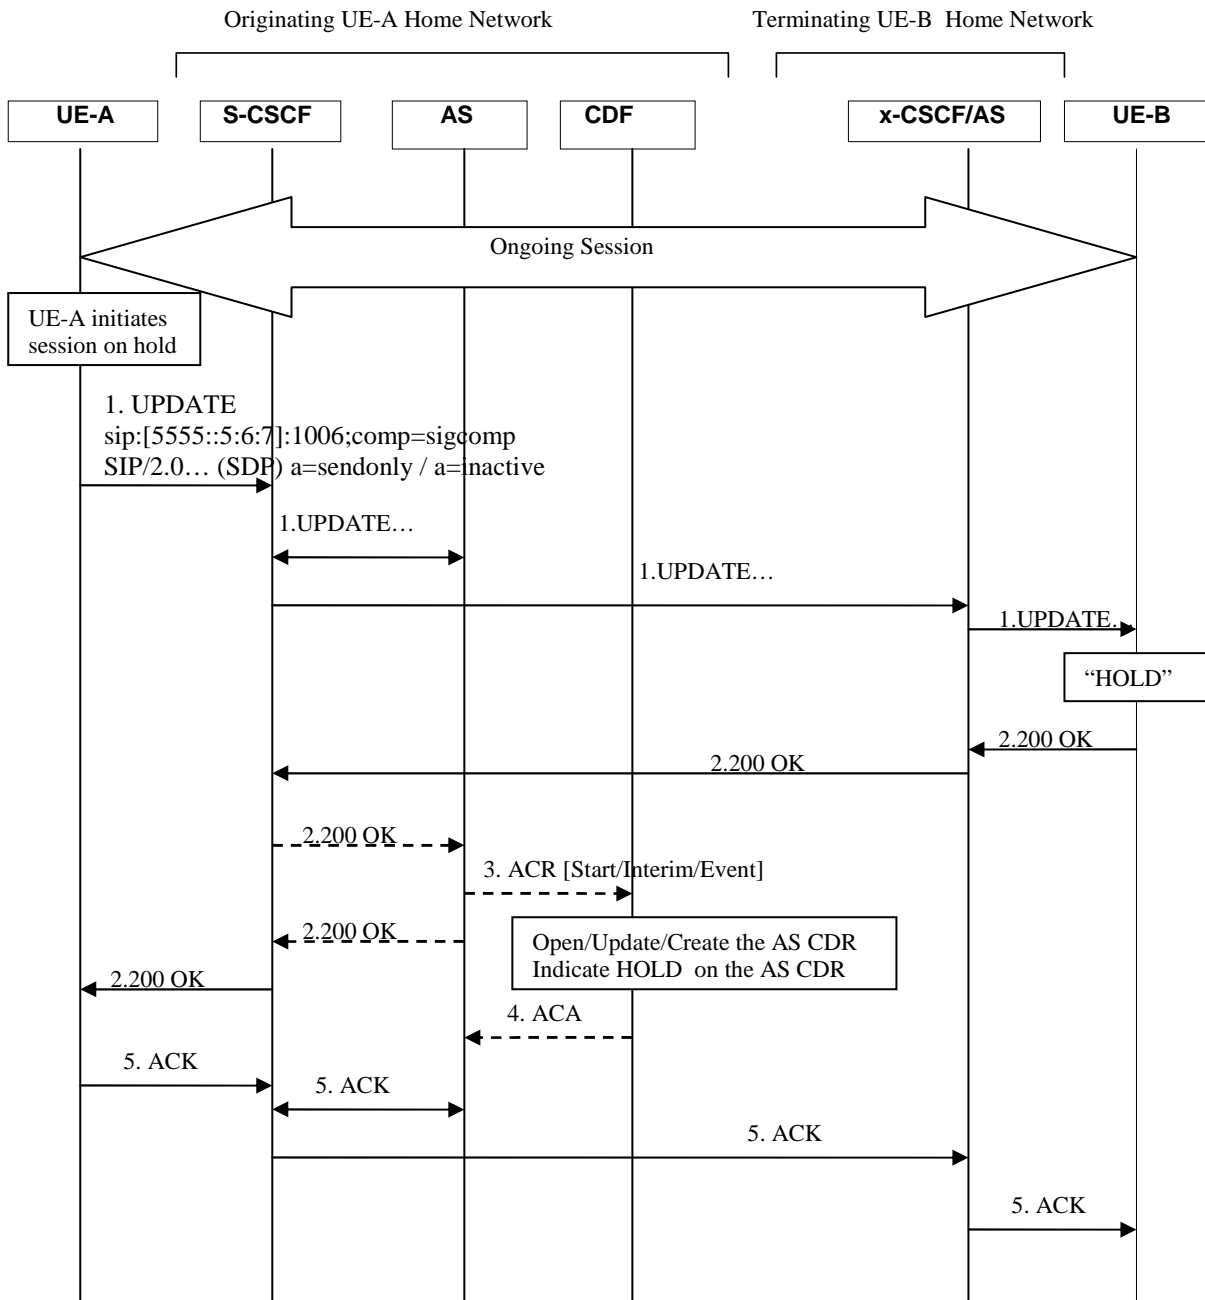 Originating UE-A Home Network
Terminating UE-B Home Network
UE-A
S-CSCF
AS
CDF
x-CSCF/AS
UE-B
Ongoing Session
UE-A initiates
session on hold
1. UPDATE
sip:[5555::5:6:7]:1006;comp=sigcomp
SIP/2.0… (SDP) a=sendonly / a=inactive
1.UPDATE…
1.UPDATE…
1.UPDATE…
“HOLD”
2.200 OK
2.200 OK
2.200 OK
3. ACR [Start/Interim/Event]
2.200 OK
Open/Update/Create the AS CDR
Indicate HOLD on the AS CDR
2.200 OK
4. ACA
5. ACK
5. ACK
5. ACK
5. ACK